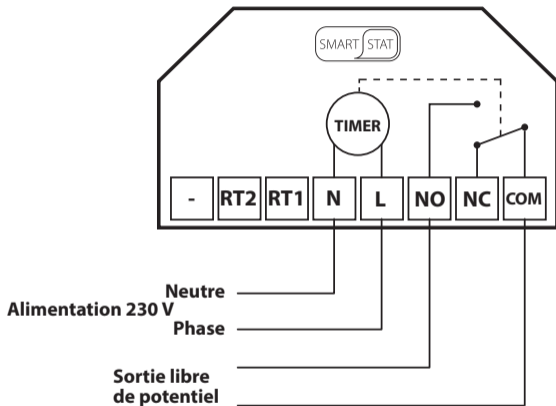 SMART STAT
TIMER
- RT2 RT1 N L NO NC COM
Neutre
Alimentation 230 V
Phase
Sortie libre
de potentiel